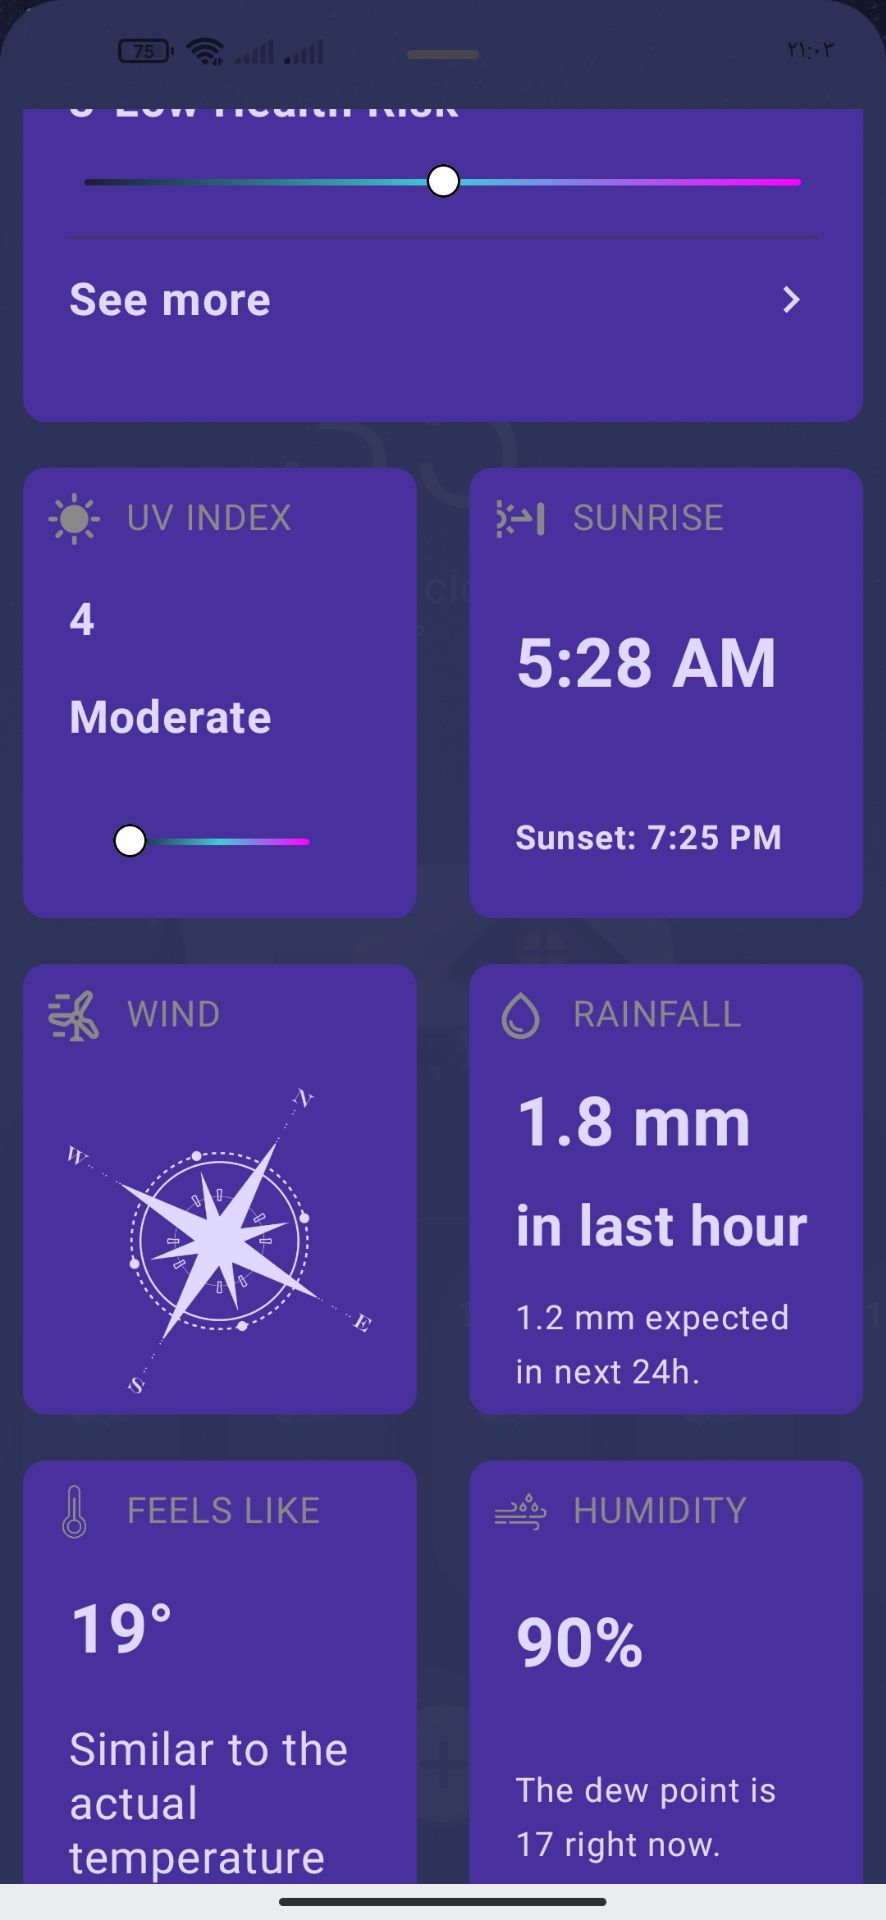 75
٢١:٠٣
3-Low Health Risk
See more
UV INDEX
4
Moderate
SUNRISE
5:28 AM
Sunset: 7:25 PM
WIND
N
W
E
S
RAINFALL
1.8 mm
in last hour
1.2 mm expected
in next 24h.
FEELS LIKE
19°
Similar to the
actual
temperature
HUMIDITY
90%
The dew point is
17 right now.